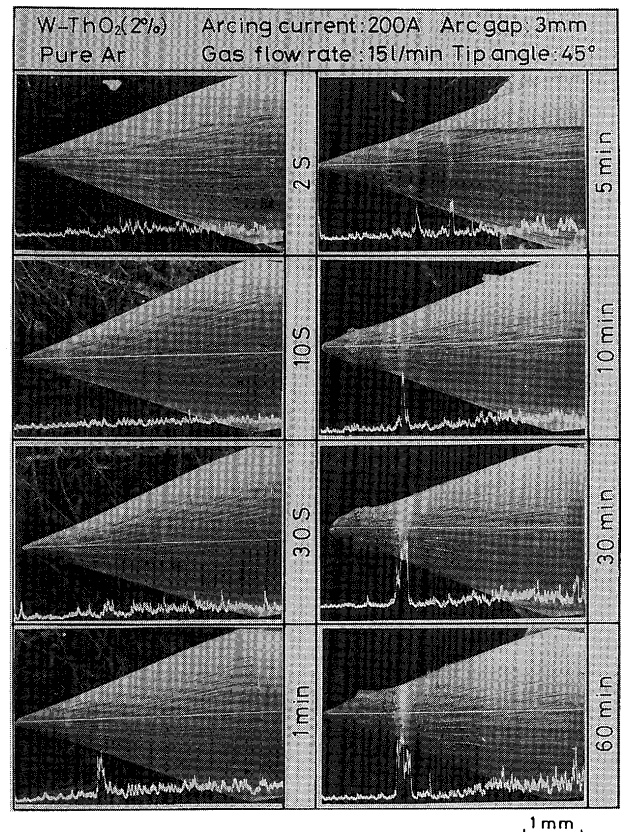 W-ThO₂(2%) Arcing current:200A Arc gap:3mm
Pure Ar Gas flow rate:15l/min Tip angle:45°
2S
5min
10S
10min
30S
30min
1min
60min
1mm